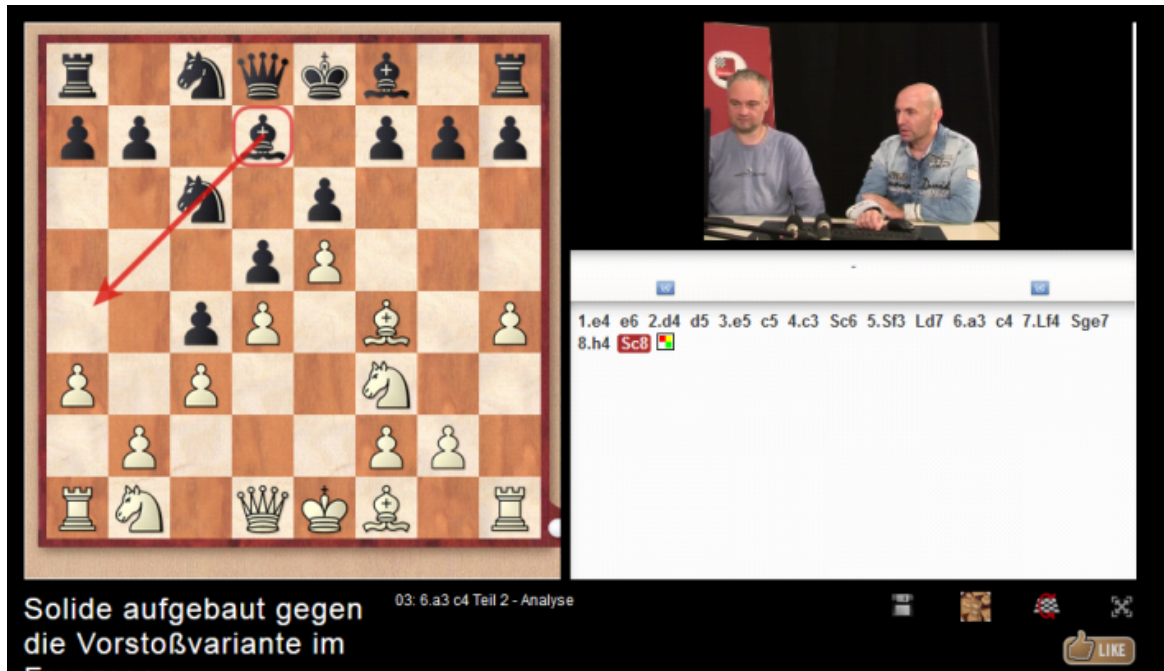 1.e4 e6 2.d4 d5 3.e5 c5 4.c3 Sc6 5.Sf3 Ld7 6.a3 c4 7.Lf4 Sge7
8.h4 Sc8
03: 6.a3 c4 Teil 2 - Analyse
Solide aufgebaut gegen
die Vorstoßvariante im
LIKE